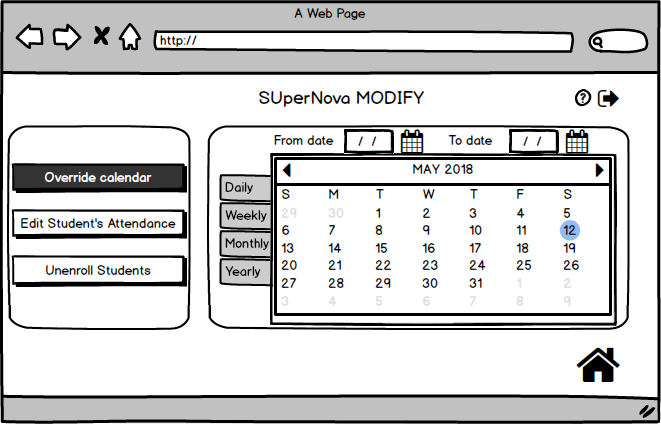 A Web Page
http://
SUperNova MODIFY
?
From date / / To date / /
Override calendar
Edit Student's Attendance
Unenroll Students
Daily
Weekly
Monthly
Yearly
MAY 2018
S M T W T F S
29 30 1 2 3 4 5
6 7 8 9 10 11 12
13 14 15 16 17 18 19
20 21 22 23 24 25 26
27 28 29 30 31 1 2
3 4 5 6 7 8 9